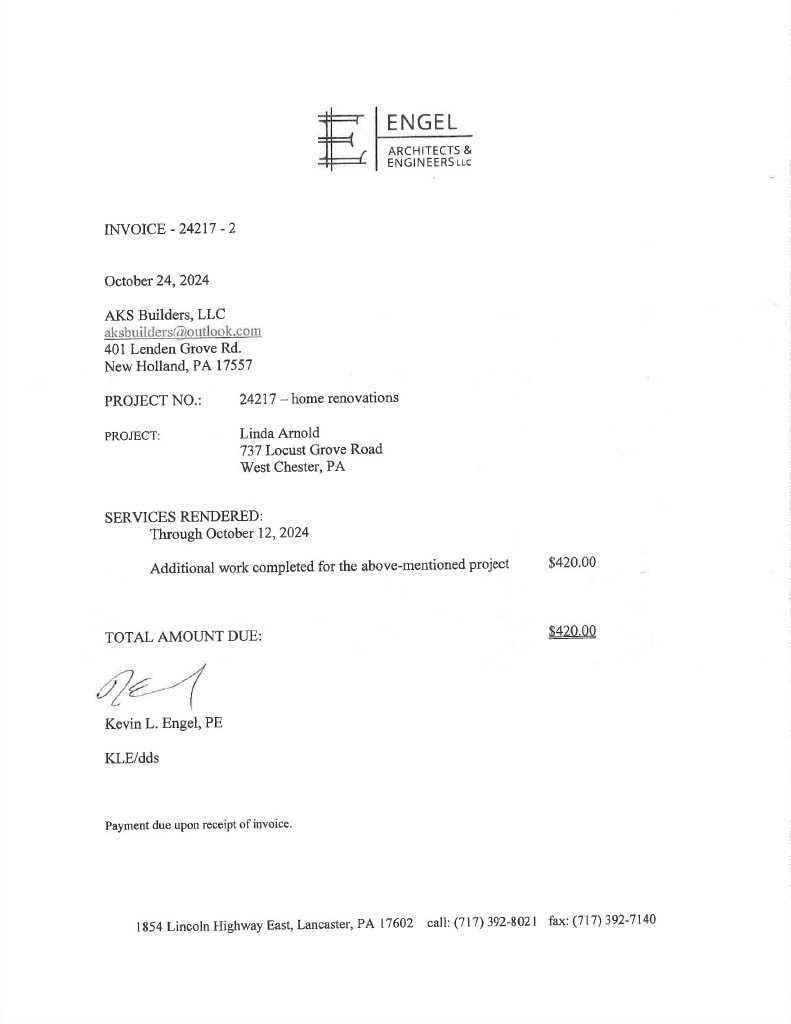 ENGEL
ARCHITECTS &
ENGINEERS LLC
INVOICE - 24217 - 2
October 24, 2024
AKS Builders, LLC
aksbuilders@outlook.com
401 Lenden Grove Rd.
New Holland, PA 17557
PROJECT NO.: 24217 – home renovations
PROJECT: Linda Arnold
737 Locust Grove Road
West Chester, PA
SERVICES RENDERED:
Through October 12, 2024
Additional work completed for the above-mentioned project $420.00
TOTAL AMOUNT DUE: $420.00
Kevin L. Engel, PE
KLE/dds
Payment due upon receipt of invoice.
1854 Lincoln Highway East, Lancaster, PA 17602 call: (717) 392-8021 fax: (717) 392-7140